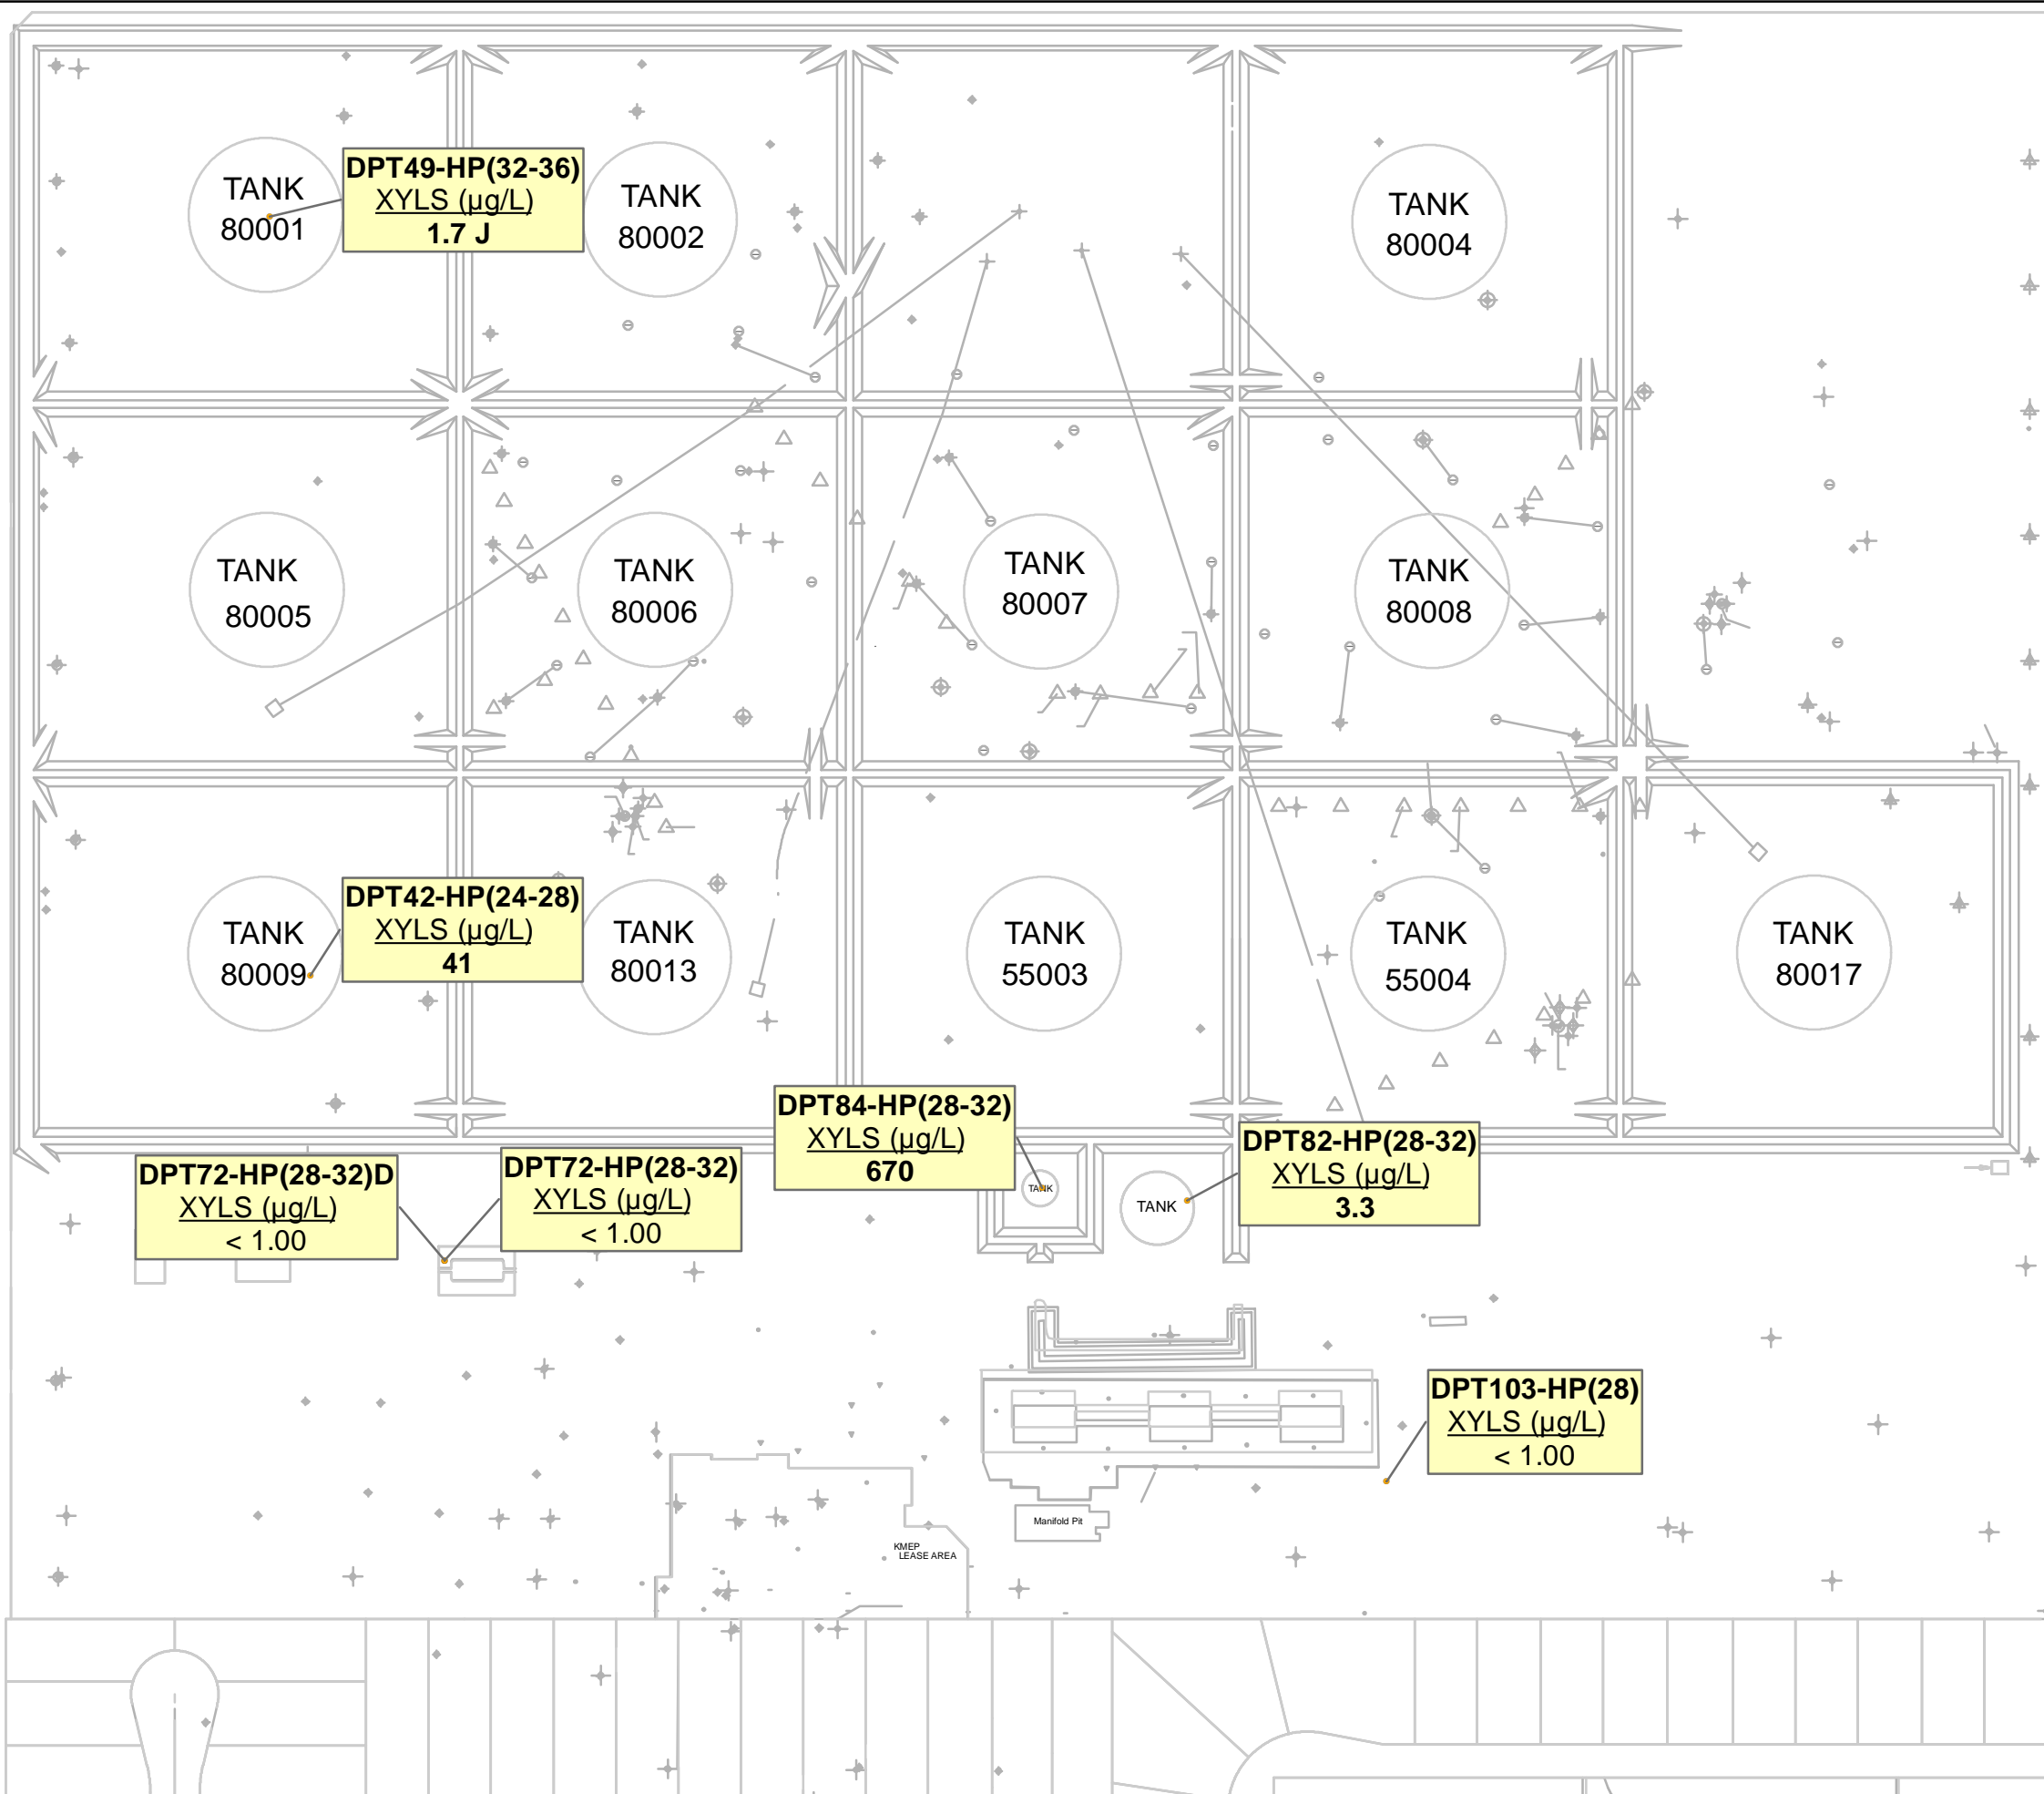 TANK
80001
DPT49-HP(32-36)
XYLS (µg/L)
1.7 J
TANK
80002
TANK
80004
TANK
80005
TANK
80006
TANK
80007
TANK
80008
TANK
80009
DPT42-HP(24-28)
XYLS (µg/L)
41
TANK
80013
TANK
55003
TANK
55004
TANK
80017
DPT72-HP(28-32)D
XYLS (µg/L)
< 1.00
DPT72-HP(28-32)
XYLS (µg/L)
< 1.00
DPT84-HP(28-32)
XYLS (µg/L)
670
TANK
TANK
DPT82-HP(28-32)
XYLS (µg/L)
3.3
DPT103-HP(28)
XYLS (µg/L)
< 1.00
Manifold Pit
KMEP
LEASE AREA